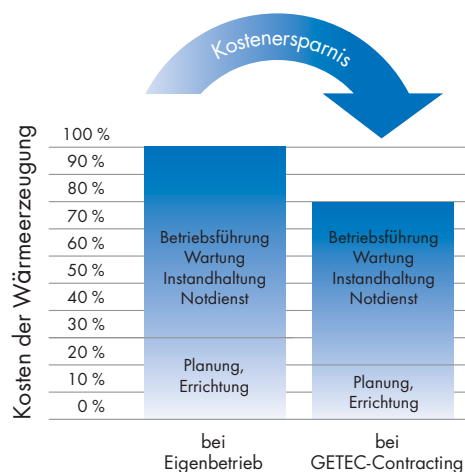 Kostenersparnis
Kosten der Wärmeerzeugung
100 %
90 %
80 %
70 %
60 %
50 %
40 %
30 %
20 %
10 %
0 %
Betriebsführung
Wartung
Instandhaltung
Notdienst
Planung,
Errichtung
Betriebsführung
Wartung
Instandhaltung
Notdienst
Planung,
Errichtung
bei
Eigenbetrieb
bei
GETEC-Contracting